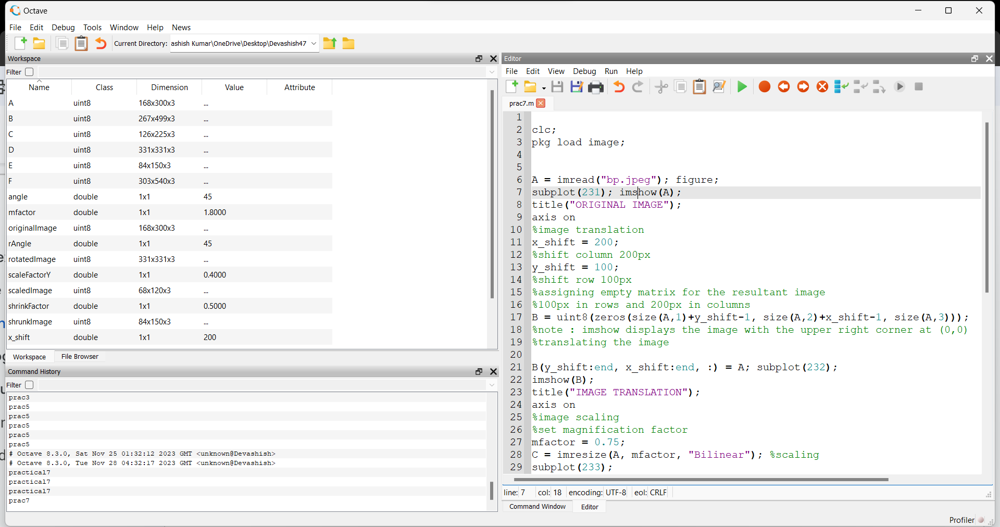 Octave
File Edit Debug Tools Window Help News
Current Directory: ashish Kumar\OneDrive\Desktop\Devashish47
Workspace
Filter
Name Class Dimension Value Attribute
A uint8 168x300x3 ...
B uint8 267x499x3 ...
C uint8 126x225x3 ...
D uint8 331x331x3 ...
E uint8 84x150x3 ...
F uint8 303x540x3 ...
angle double 1x1 45
mfactor double 1x1 1.8000
originalImage uint8 168x300x3 ...
rAngle double 1x1 45
rotatedImage uint8 331x331x3 ...
scaleFactorY double 1x1 0.4000
scaledImage uint8 68x120x3 ...
shrinkFactor double 1x1 0.5000
shrunkImage uint8 84x150x3 ...
x_shift double 1x1 200
Workspace File Browser
Command History
Filter
prac3
prac5
prac5
prac5
prac5
prac5
# Octave 8.3.0, Sat Nov 25 01:32:12 2023 GMT <unknown@Devashish>
# Octave 8.3.0, Tue Nov 28 04:32:17 2023 GMT <unknown@Devashish>
practical7
practical7
practical7
prac7
Editor
File Edit View Debug Run Help
prac7.m
1
2 clc;
3 pkg load image;
4
5
6 A = imread("bp.jpeg"); figure;
7 subplot(231); imshow(A);
8 title("ORIGINAL IMAGE");
9 axis on
10 %image translation
11 x_shift = 200;
12 %shift column 200px
13 y_shift = 100;
14 %shift row 100px
15 %assigning empty matrix for the resultant image
16 %100px in rows and 200px in columns
17 B = uint8(zeros(size(A,1)+y_shift-1, size(A,2)+x_shift-1, size(A,3)));
18 %note : imshow displays the image with the upper right corner at (0,0)
19 %translating the image
20
21 B(y_shift:end, x_shift:end, :) = A; subplot(232);
22 imshow(B);
23 title("IMAGE TRANSLATION");
24 axis on
25 %image scaling
26 %set magnification factor
27 mfactor = 0.75;
28 C = imresize(A, mfactor, "Bilinear"); %scaling
29 subplot(233);
line: 7 col: 18 encoding: UTF-8 eol: CRLF
Command Window Editor
Profiler